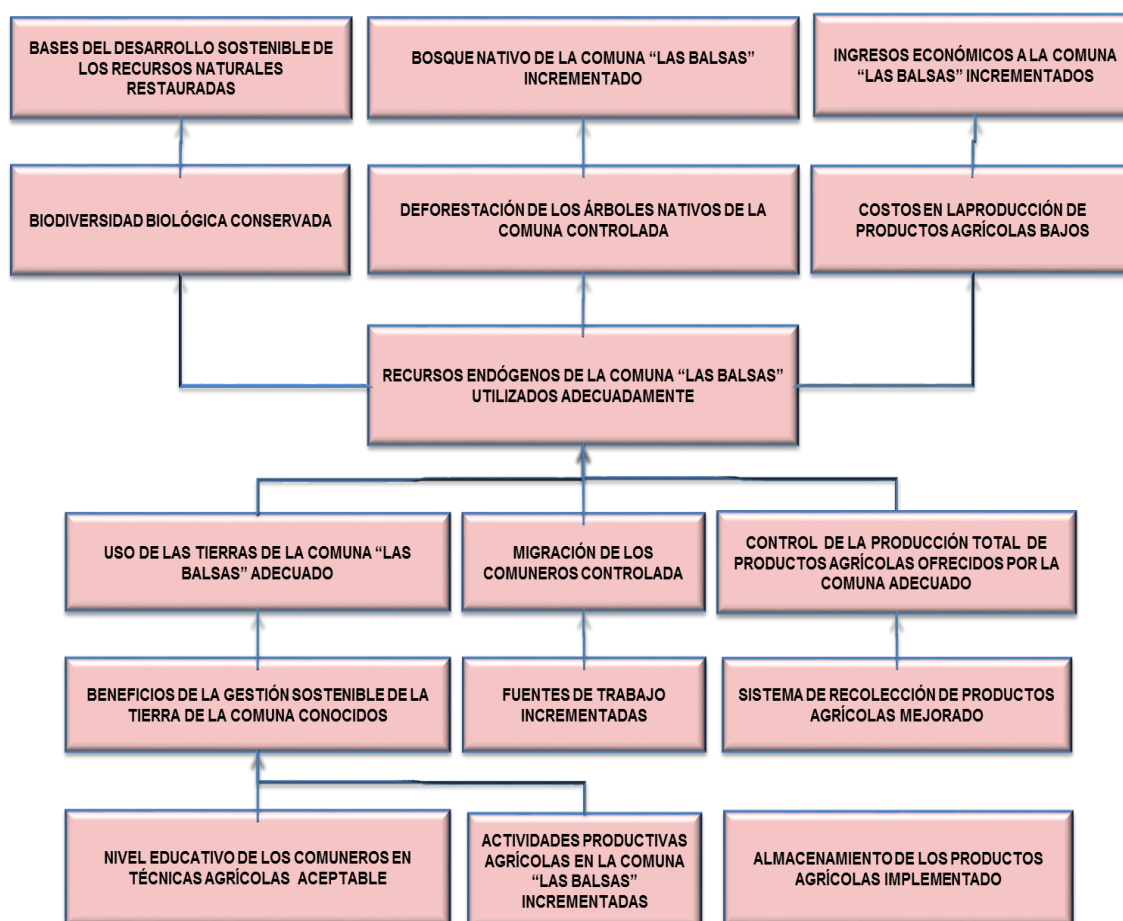 BASES DEL DESARROLLO SOSTENIBLE DE
LOS RECURSOS NATURALES
RESTAURADAS
BOSQUE NATIVO DE LA COMUNA “LAS BALSAS”
INCREMENTADO
INGRESOS ECONÓMICOS A LA COMUNA
“LAS BALSAS” INCREMENTADOS
BIODIVERSIDAD BIOLÓGICA CONSERVADA
DEFORESTACIÓN DE LOS ÁRBOLES NATIVOS DE LA
COMUNA CONTROLADA
COSTOS EN LAPRODUCCIÓN DE
PRODUCTOS AGRÍCOLAS BAJOS
RECURSOS ENDÓGENOS DE LA COMUNA “LAS BALSAS”
UTILIZADOS ADECUADAMENTE
USO DE LAS TIERRAS DE LA COMUNA “LAS
BALSAS” ADECUADO
MIGRACIÓN DE LOS
COMUNEROS CONTROLADA
CONTROL DE LA PRODUCCIÓN TOTAL DE
PRODUCTOS AGRÍCOLAS OFRECIDOS POR LA
COMUNA ADECUADO
BENEFICIOS DE LA GESTIÓN SOSTENIBLE DE LA
TIERRA DE LA COMUNA CONOCIDOS
FUENTES DE TRABAJO
INCREMENTADAS
SISTEMA DE RECOLECCIÓN DE PRODUCTOS
AGRÍCOLAS MEJORADO
NIVEL EDUCATIVO DE LOS COMUNEROS EN
TÉCNICAS AGRÍCOLAS ACEPTABLE
ACTIVIDADES PRODUCTIVAS
AGRÍCOLAS EN LA COMUNA
“LAS BALSAS”
INCREMENTADAS
ALMACENAMIENTO DE LOS PRODUCTOS
AGRÍCOLAS IMPLEMENTADO